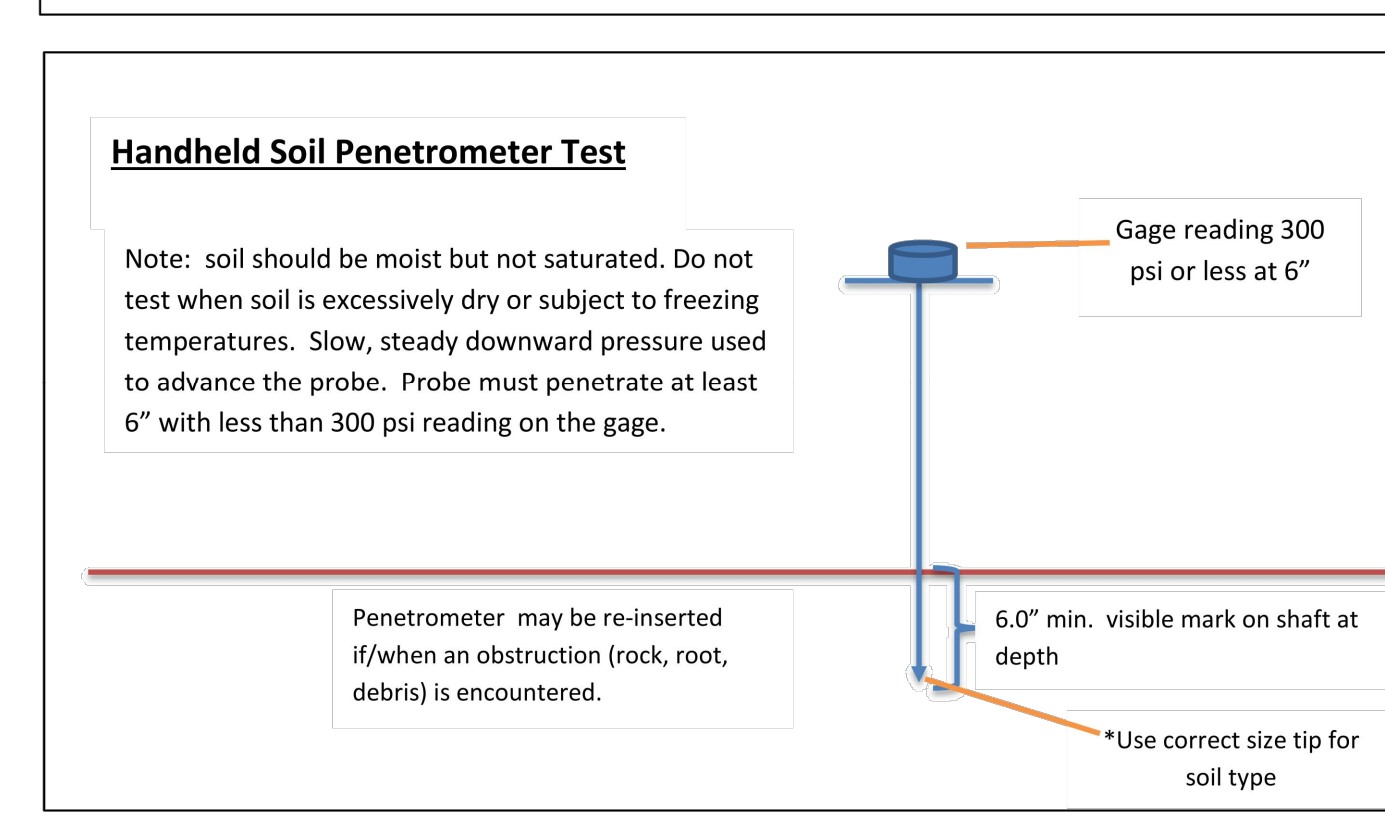 Handheld Soil Penetrometer Test
Note:  soil should be moist but not saturated. Do not
test when soil is excessively dry or subject to freezing
temperatures.  Slow, steady downward pressure used
to advance the probe.  Probe must penetrate at least
6” with less than 300 psi reading on the gage.
Gage reading 300
psi or less at 6”
Penetrometer  may be re-inserted
if/when an obstruction (rock, root,
debris) is encountered.
6.0” min.  visible mark on shaft at
depth
*Use correct size tip for
soil type